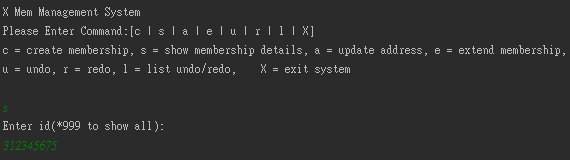 X Mem Management System
Please Enter Command:[c | s | a | e | u | r | l | X]
c = create membership, s = show membership details, a = update address, e = extend membership,
u = undo, r = redo, l = list undo/redo,    X = exit system
s
Enter id(*999 to show all):
312345675